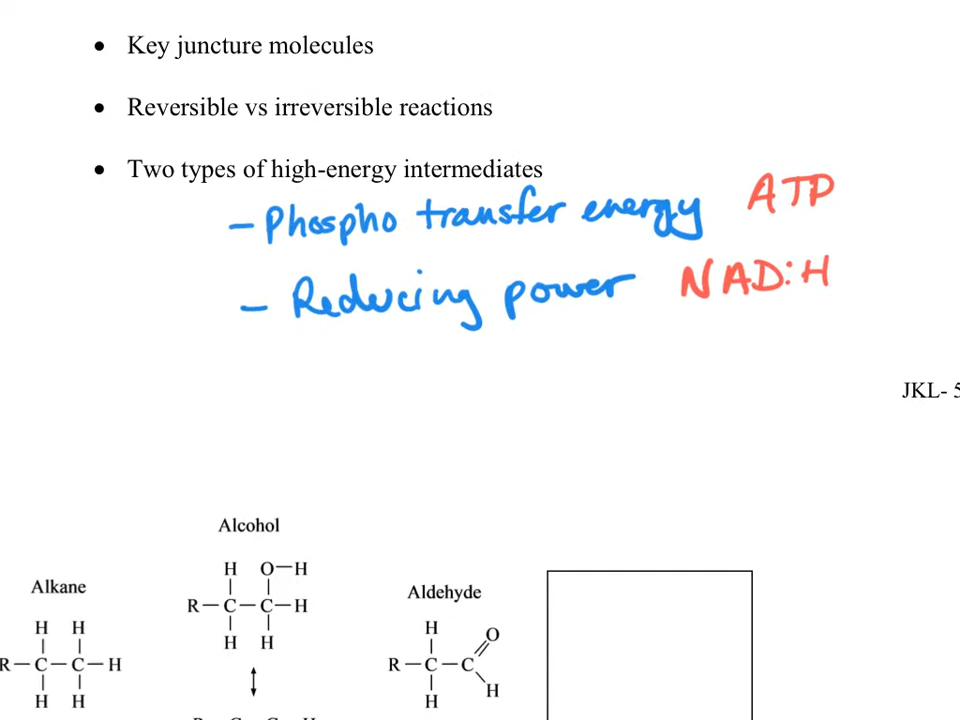 • Key juncture molecules
• Reversible vs irreversible reactions
• Two types of high-energy intermediates
- Phospho transfer energy ATP
- Reducing power NAD:H
JKL- 5
Alcohol
H O—H
Alkane
Aldehyde
R—C—C—H
H H
H O
H H
R—C—C—H
R—C—C
H H
H H